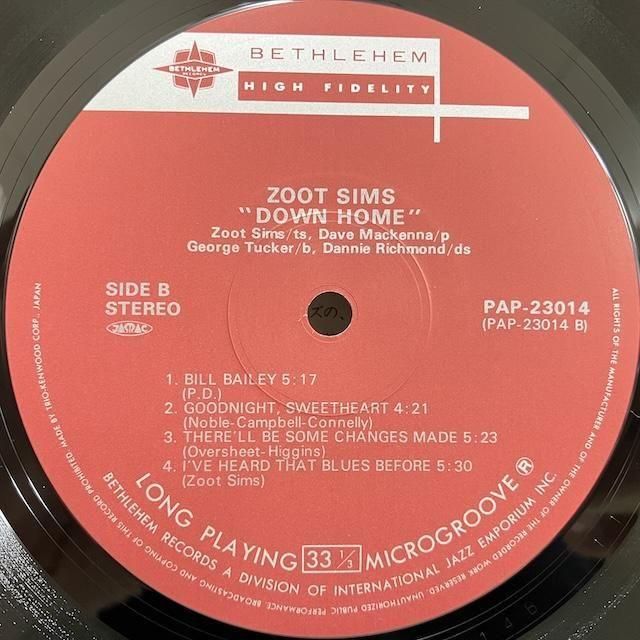 BETHLEHEM
RECORDS
BETHLEHEM
HIGH FIDELITY
ZOOT SIMS
"DOWN HOME"
Zoot Sims/ts, Dave Mackenna/p
George Tucker/b, Dannie Richmond/ds
SIDE B
STEREO
JASRAC
PAP-23014
(PAP-23014 B)
ズの、
1. BILL BAILEY 5:17
(P.D.)
2. GOODNIGHT, SWEETHEART 4:21
(Noble-Campbell-Connelly)
3. THERE'LL BE SOME CHANGES MADE 5:23
(Oversheet-Higgins)
4. I'VE HEARD THAT BLUES BEFORE 5:30
(Zoot Sims)
LONG PLAYING 33 1/3 MICROGROOVE ®
BETHLEHEM RECORDS A DIVISION OF INTERNATIONAL JAZZ EMPORIUM INC.
ALL RIGHTS OF THE MANUFACTURER AND OF THE OWNER OF THE RECORDED WORK RESERVED. UNAUTHORIZED PUBLIC PERFORMANCE, BROADCASTING AND COPYING OF THIS RECORD PROHIBITED. MADE BY TRIO-KENWOOD CORP., JAPAN